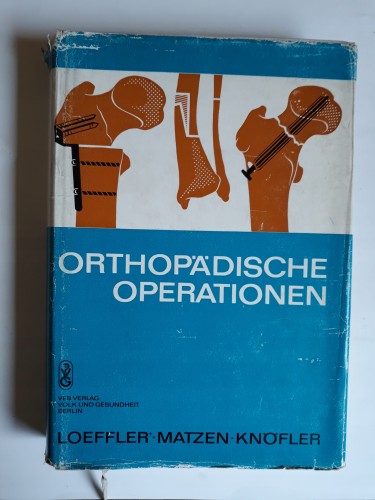 ORTHOPÄDISCHE
OPERATIONEN
VEB VERLAG
VOLK UND GESUNDHEIT
BERLIN
LOEFFLER · MATZEN · KNÖFLER